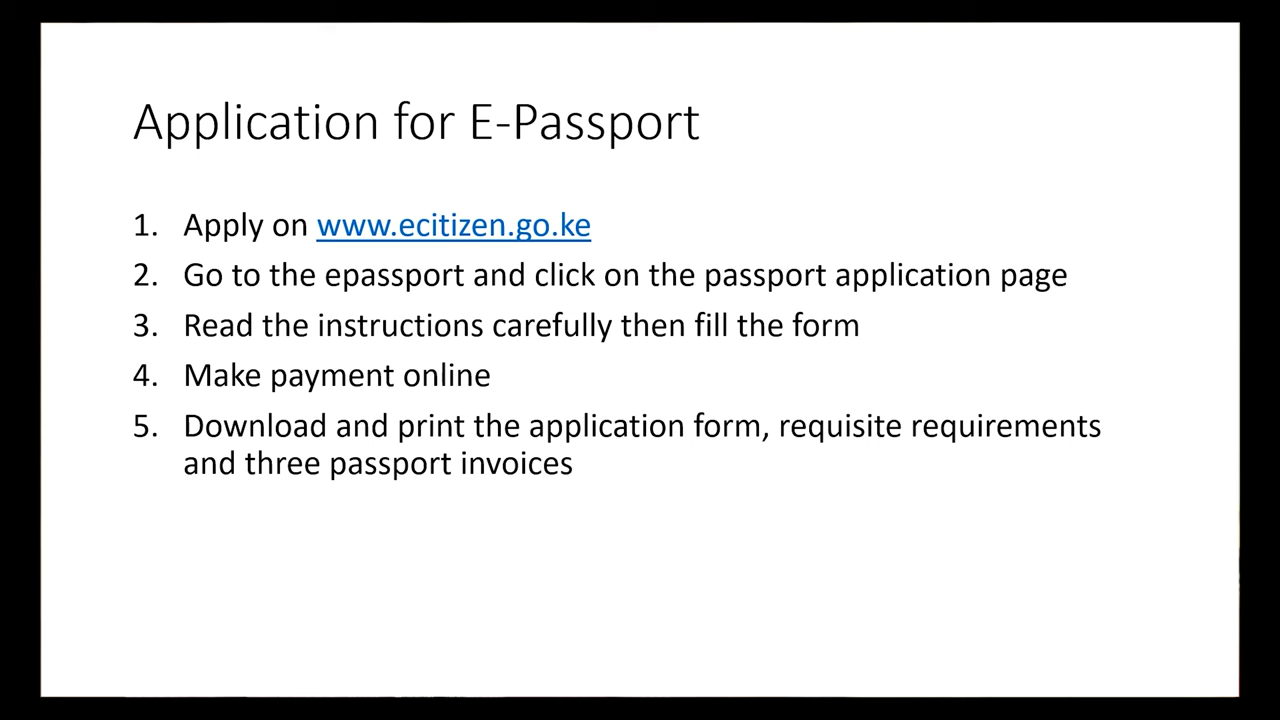 Application for E-Passport
1. Apply on www.ecitizen.go.ke
2. Go to the epassport and click on the passport application page
3. Read the instructions carefully then fill the form
4. Make payment online
5. Download and print the application form, requisite requirements
and three passport invoices